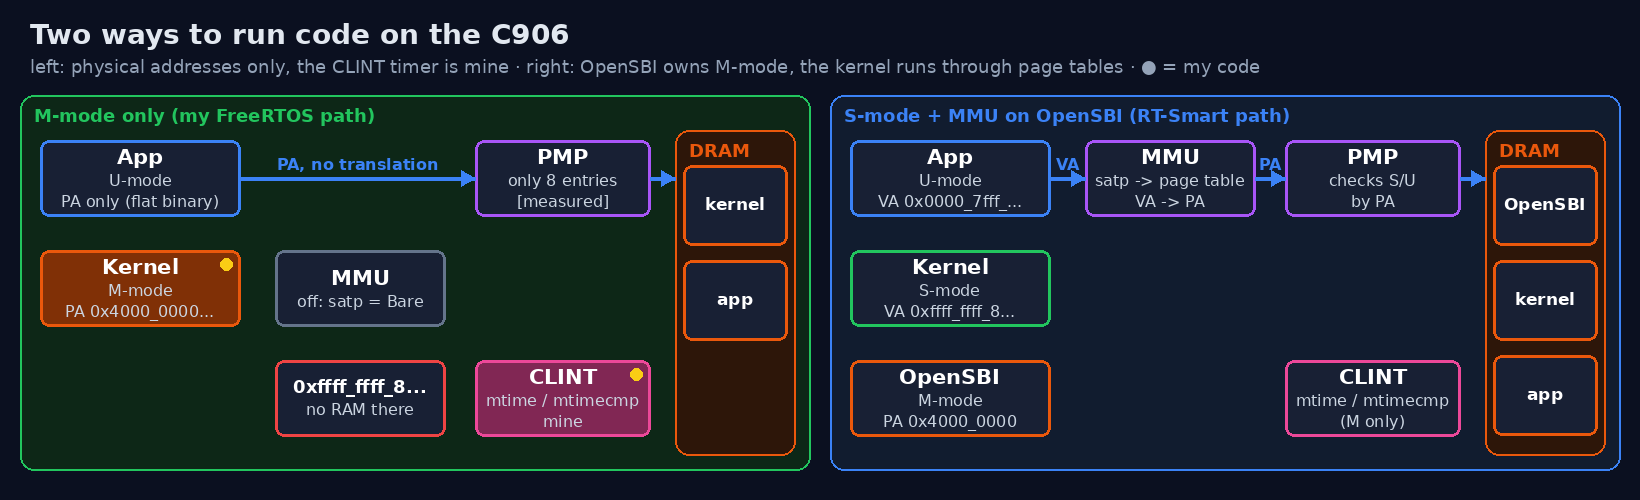 Two ways to run code on the C906
left: physical addresses only, the CLINT timer is mine · right: OpenSBI owns M-mode, the kernel runs through page tables · ● = my code
M-mode only (my FreeRTOS path)
App
U-mode
PA only (flat binary)
PA, no translation
PMP
only 8 entries
[measured]
DRAM
kernel
app
Kernel
M-mode
PA 0x4000_0000...
MMU
off: satp = Bare
0xffff_ffff_8...
no RAM there
CLINT
mtime / mtimecmp
mine
S-mode + MMU on OpenSBI (RT-Smart path)
App
U-mode
VA 0x0000_7fff_...
VA
MMU
satp -> page table
VA -> PA
PA
PMP
checks S/U
by PA
DRAM
OpenSBI
kernel
app
Kernel
S-mode
VA 0xffff_ffff_8...
OpenSBI
M-mode
PA 0x4000_0000
CLINT
mtime / mtimecmp
(M only)